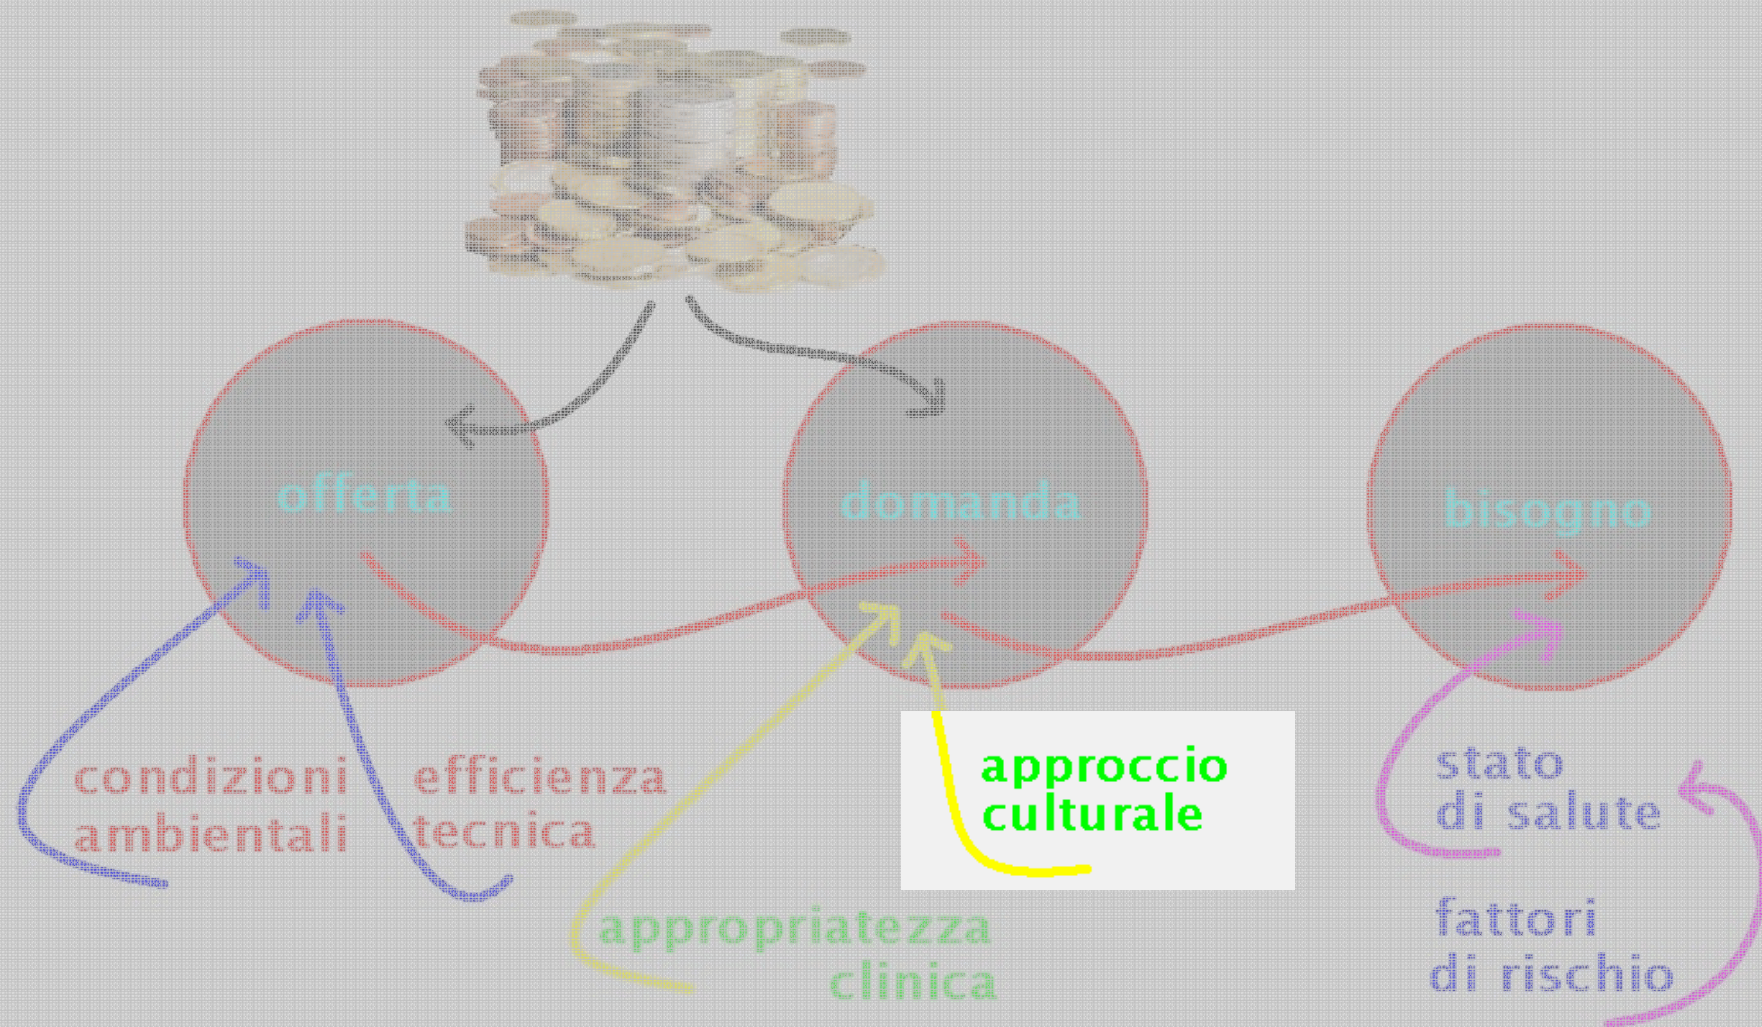 offerta
domanda
bisogno
condizioni
ambientali
efficienza
tecnica
approccio
culturale
stato
di salute
appropriatezza
clinica
fattori
di rischio